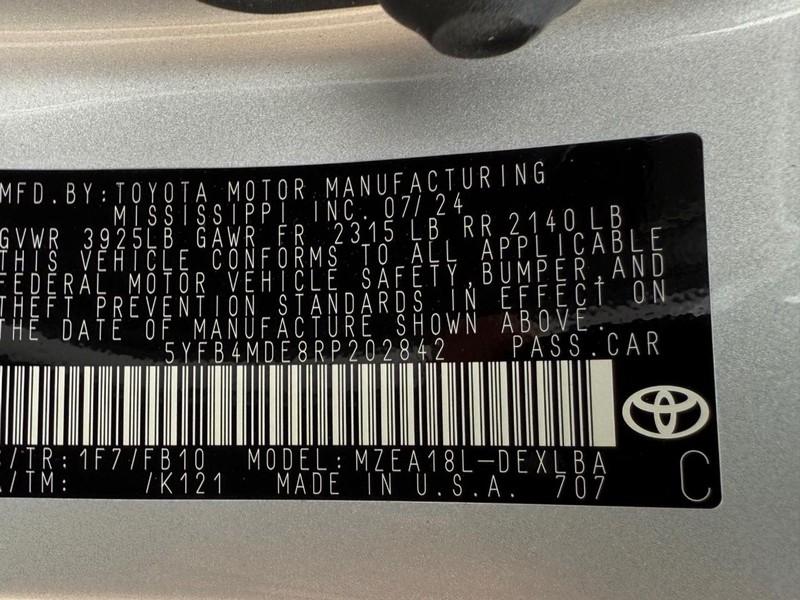 MFD.BY:TOYOTA MOTOR MANUFACTURING
MISSISSIPPI INC. 07/24
GVWR 3925LB GAWR FR 2315 LB RR 2140 LB
THIS VEHICLE CONFORMS TO ALL APPLICABLE
FEDERAL MOTOR VEHICLE SAFETY,BUMPER,AND
THEFT PREVENTION STANDARDS IN EFFECT ON
THE DATE OF MANUFACTURE SHOWN ABOVE.
5YFB4MDE8RP202842 PASS.CAR
/TR:1F7/FB10 MODEL:MZEA18L-DEXLBA
/TM: /K121 MADE IN U.S.A. 707 C